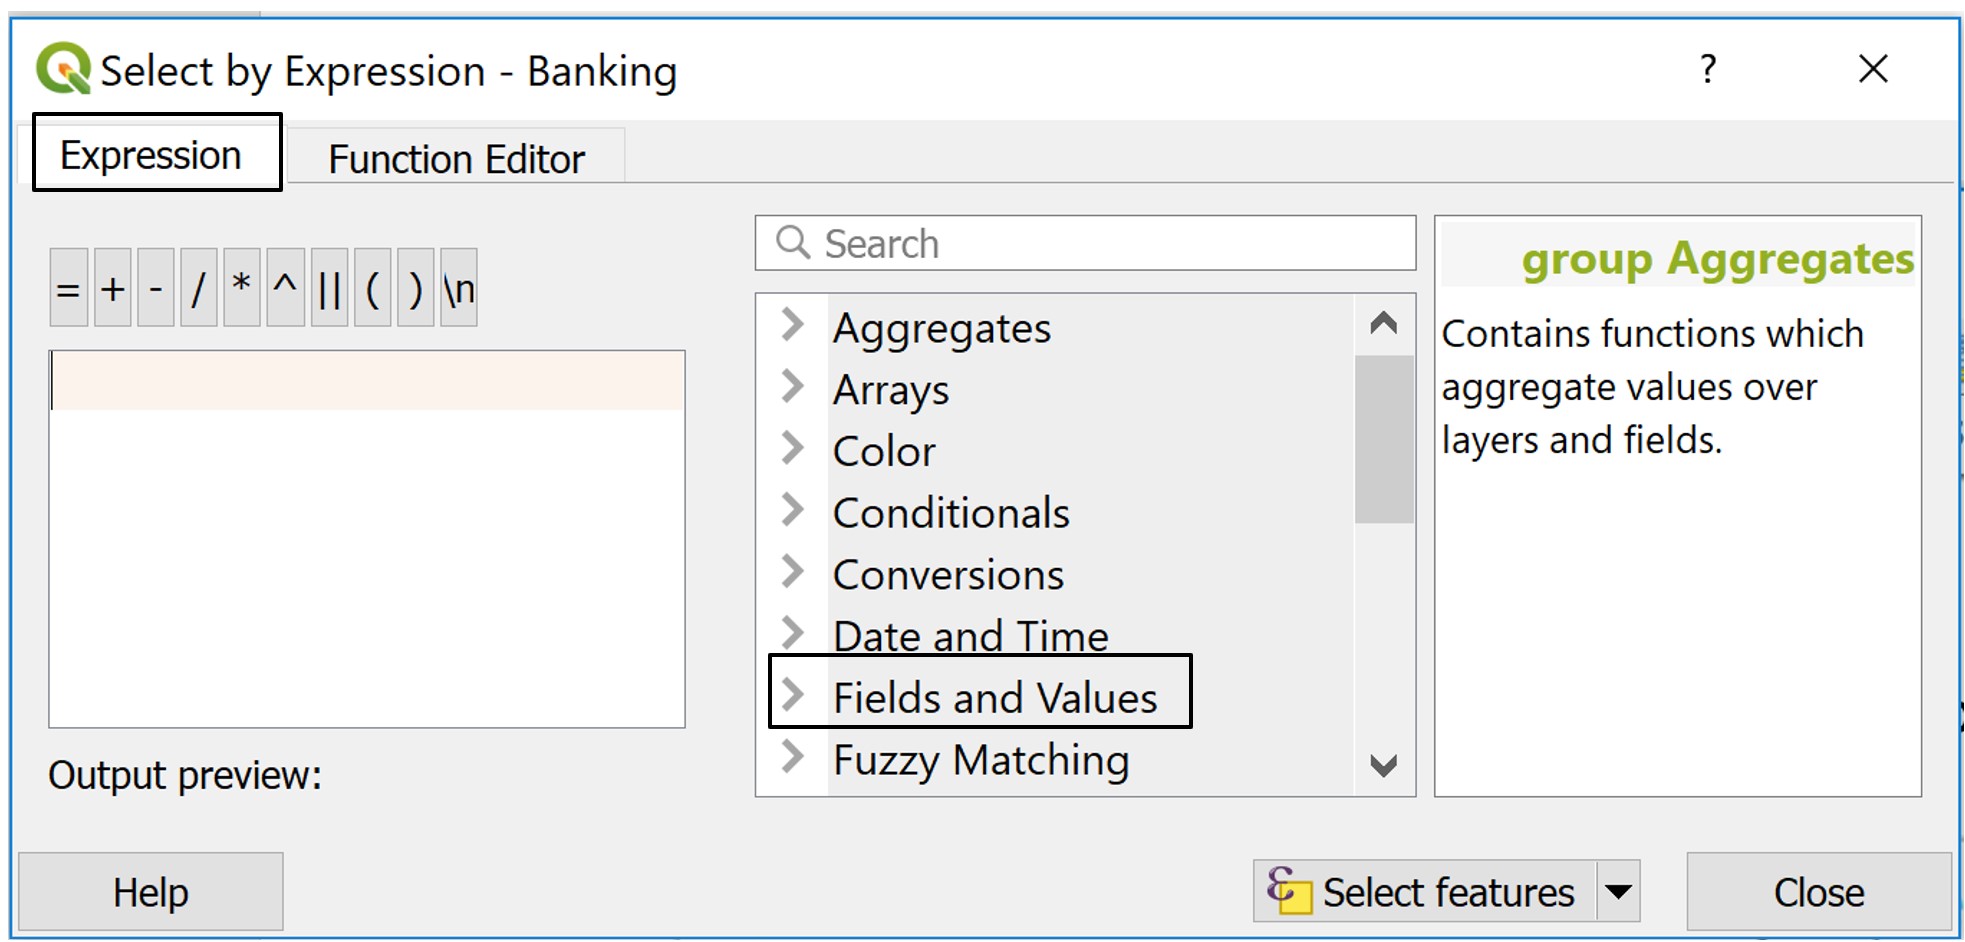 Select by Expression - Banking
?
Expression
Function Editor
= + - / * ^ || ( ) \n
Search
Aggregates
Arrays
Color
Conditionals
Conversions
Date and Time
Fields and Values
Fuzzy Matching
group Aggregates
Contains functions which
aggregate values over
layers and fields.
Output preview:
Help
Select features
Close